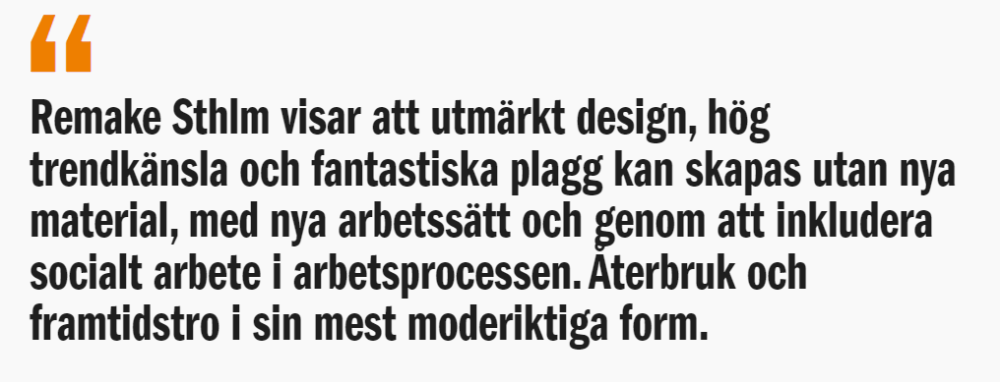 “
Remake Sthlm visar att utmärkt design, hög
trendkänsla och fantastiska plagg kan skapas utan nya
material, med nya arbetssätt och genom att inkludera
socialt arbete i arbetsprocessen. Återbruk och
framtidstro i sin mest moderiktiga form.